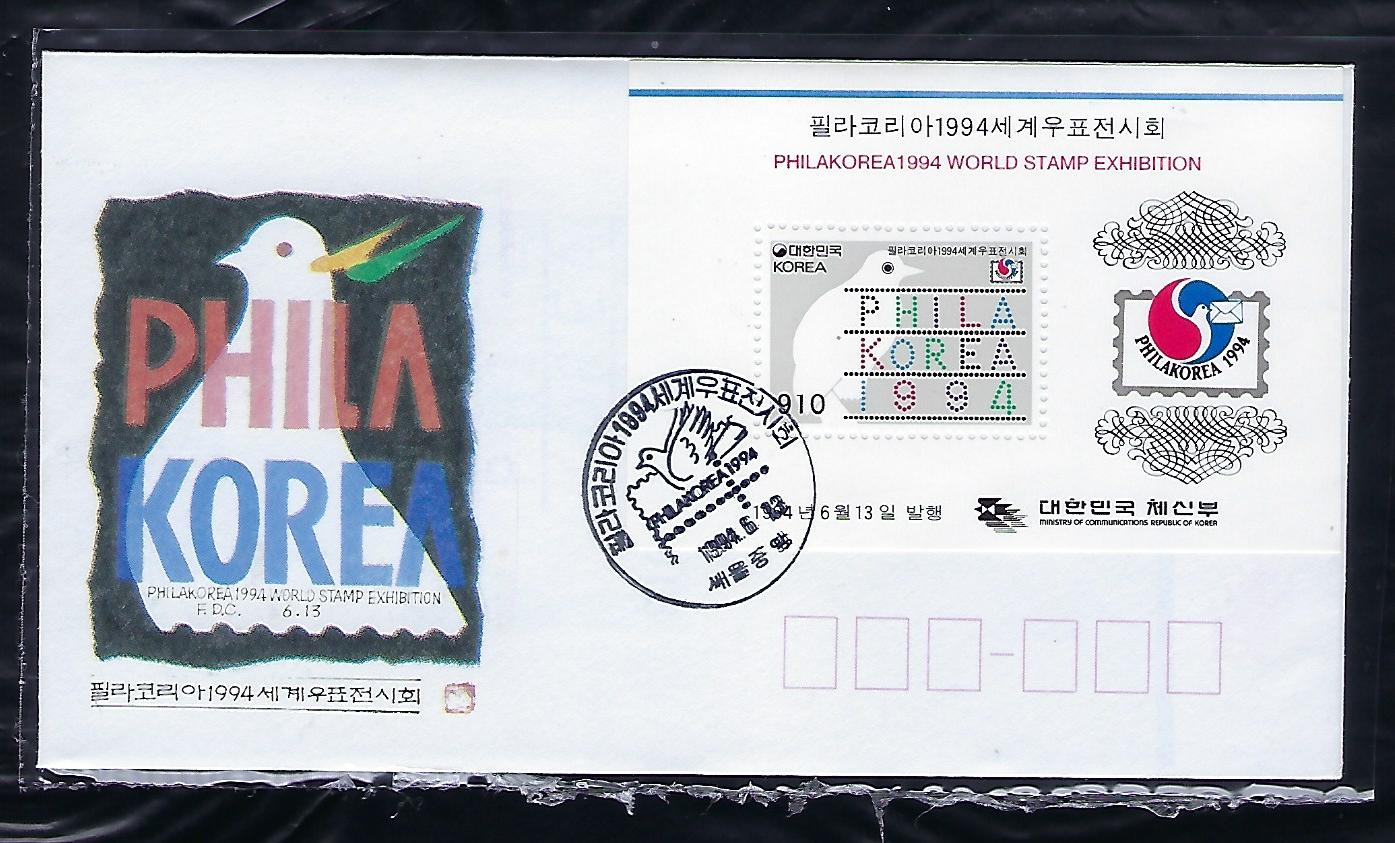 필라코리아1994세계우표전시회
PHILAKOREA1994 WORLD STAMP EXHIBITION
대한민국
KOREA
필라코리아1994세계우표전시회
PHILA
KOREA
1994
910
PHILAKOREA 1994
1994년 6월 13일 발행
대한민국 체신부
MINISTRY OF COMMUNICATIONS REPUBLIC OF KOREA
필라코리아1994세계우표전시회
PHILAKOREA1994
1994. 6. 13
서울중앙
PHILA
KOREA
PHILAKOREA1994 WORLD STAMP EXHIBITION
F.D.C. 6.13
필라코리아1994세계우표전시회